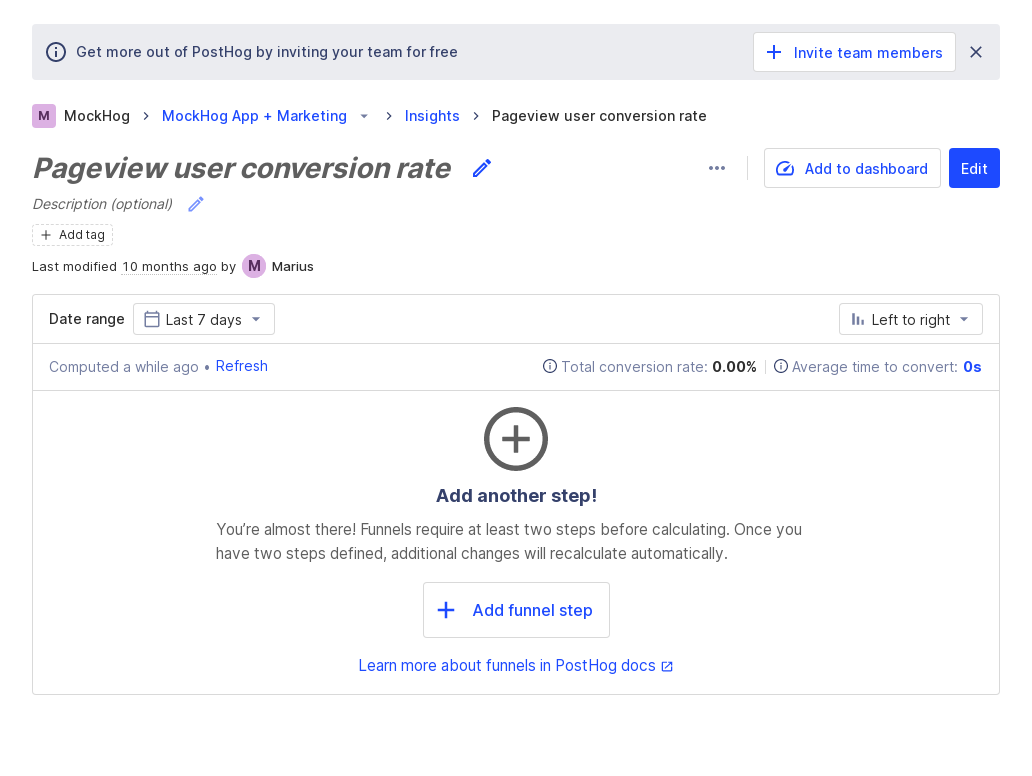 Get more out of PostHog by inviting your team for free
Invite team members
M MockHog MockHog App + Marketing Insights Pageview user conversion rate
Pageview user conversion rate
Add to dashboard
Edit
Description (optional)
Add tag
Last modified 10 months ago by M Marius
Date range Last 7 days Left to right
Computed a while ago • Refresh Total conversion rate: 0.00% Average time to convert: 0s
Add another step!
You’re almost there! Funnels require at least two steps before calculating. Once you
have two steps defined, additional changes will recalculate automatically.
Add funnel step
Learn more about funnels in PostHog docs